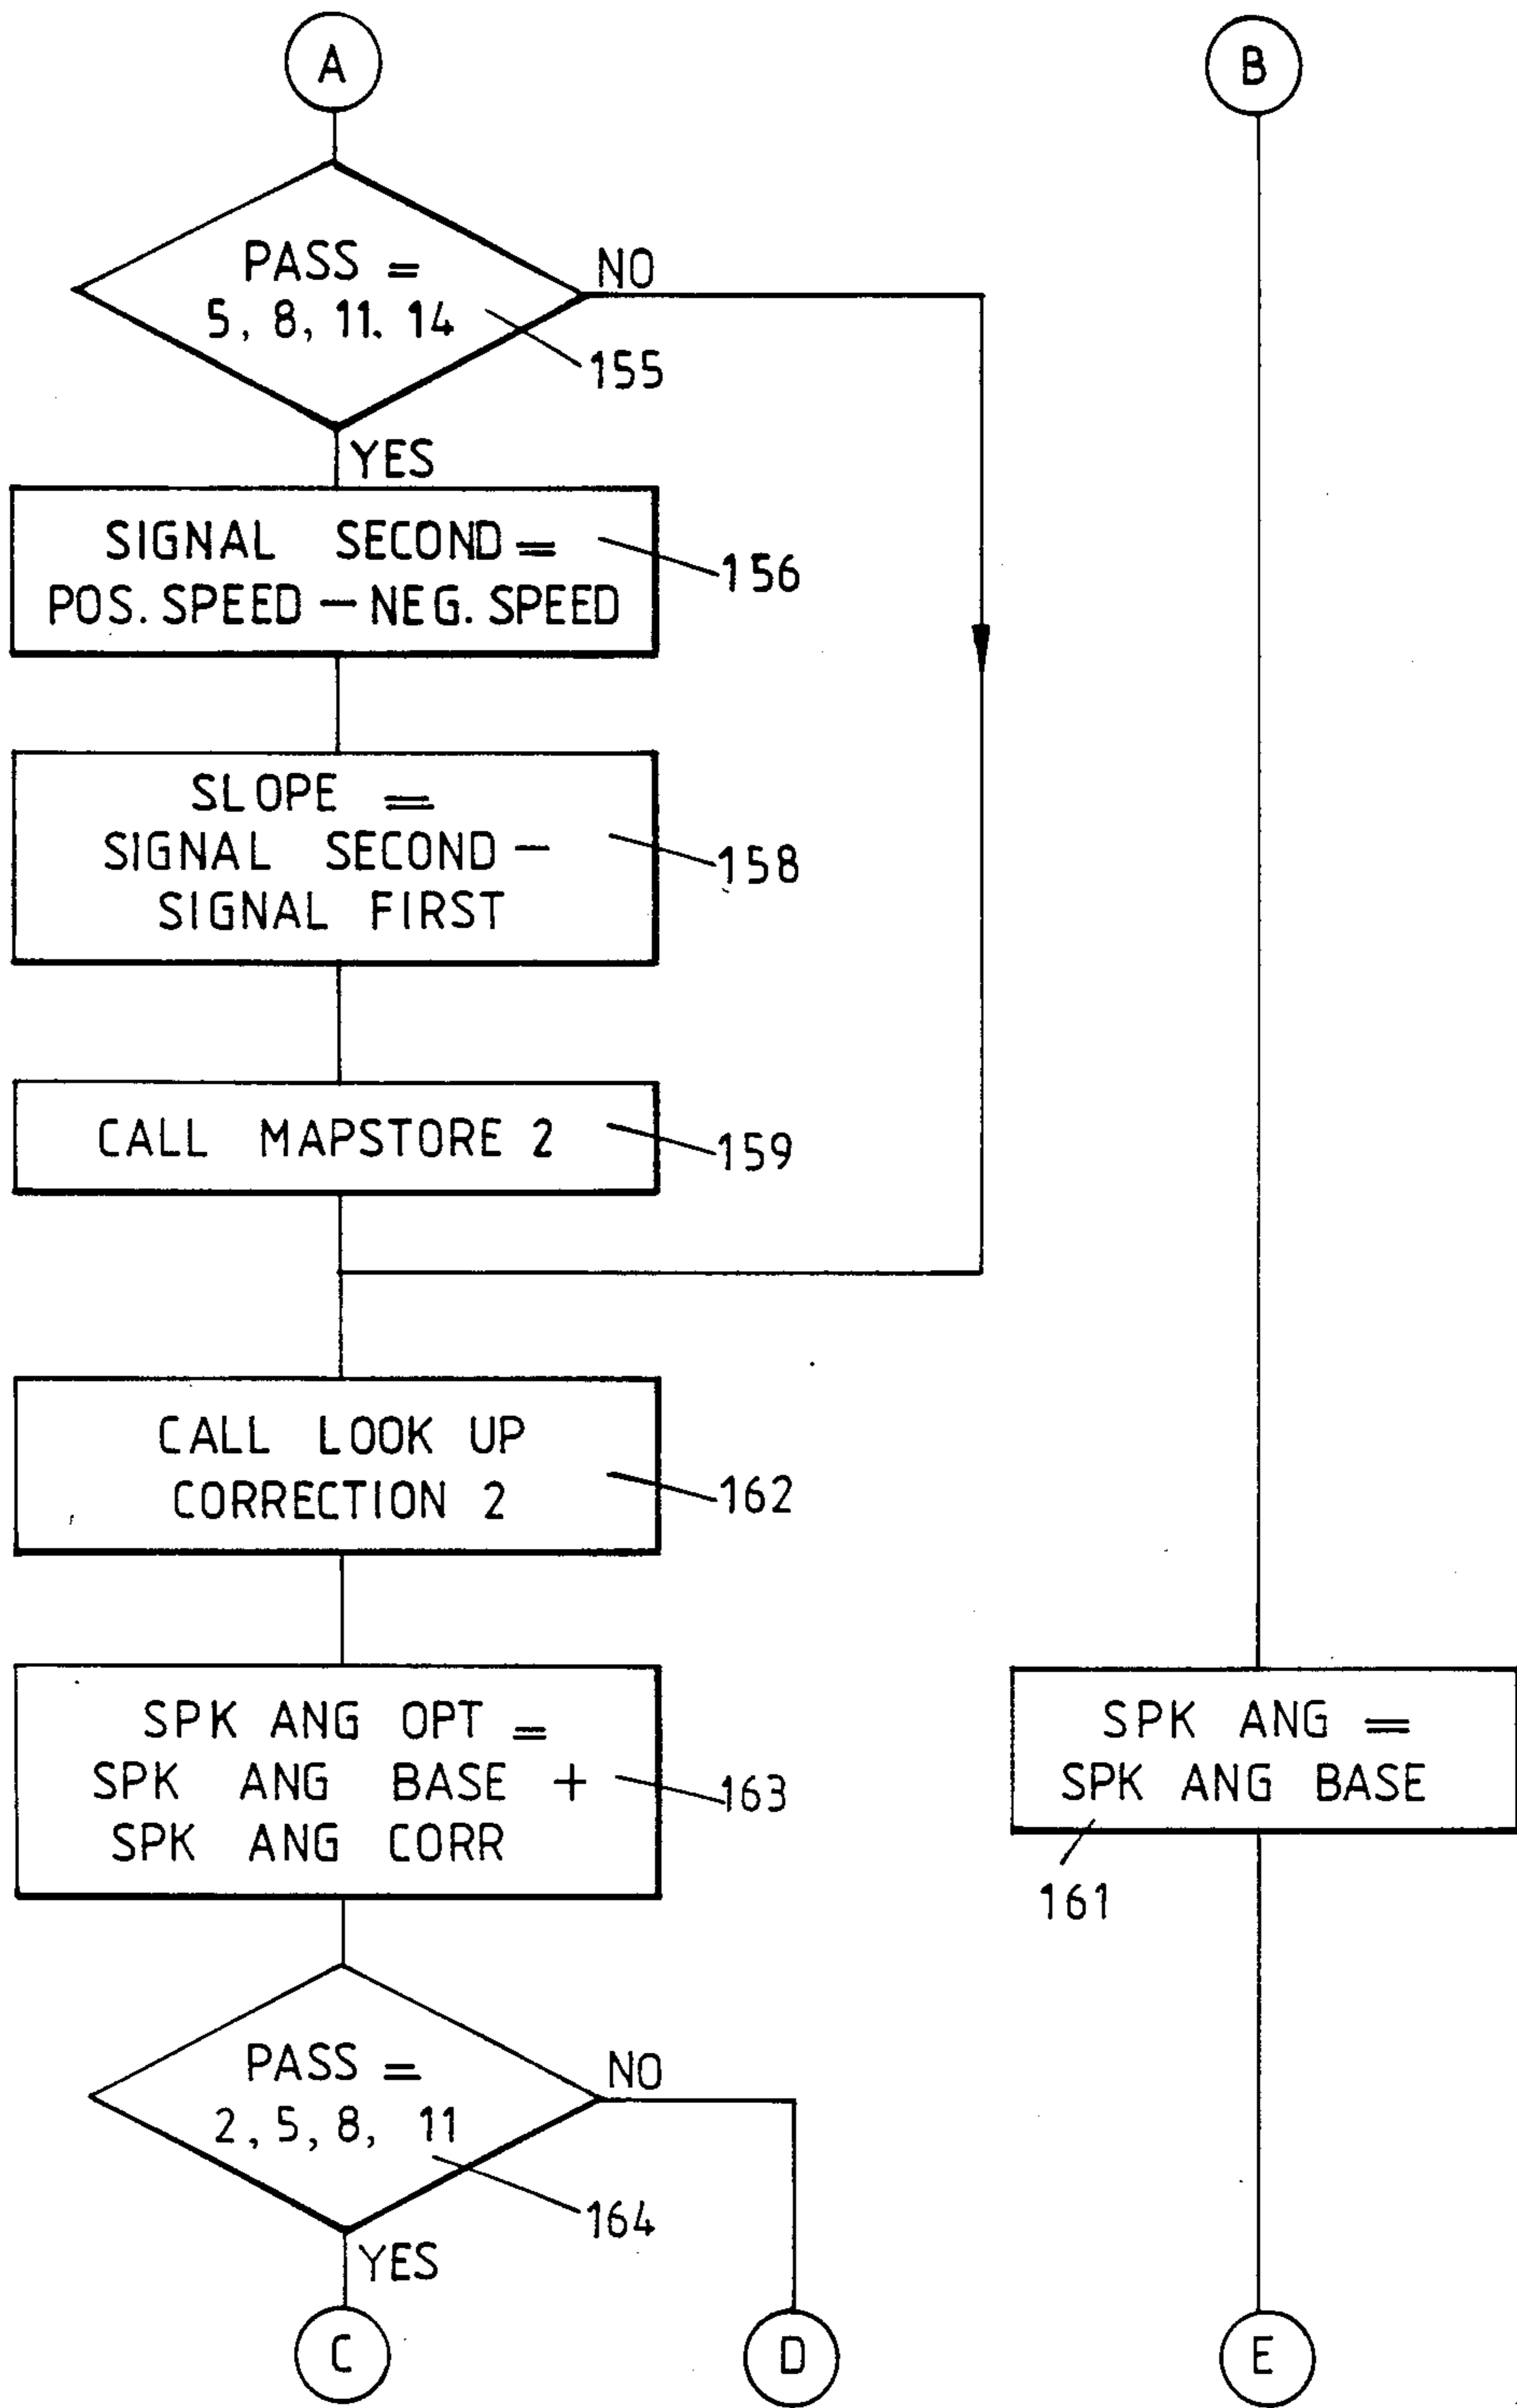 A
B
PASS =
5, 8, 11. 14
NO
155
YES
SIGNAL SECOND =
POS. SPEED - NEG. SPEED
156
SLOPE =
SIGNAL SECOND -
SIGNAL FIRST
158
CALL MAPSTORE 2
159
CALL LOOK UP
CORRECTION 2
162
SPK ANG OPT =
SPK ANG BASE +
SPK ANG CORR
163
SPK ANG =
SPK ANG BASE
161
PASS =
2, 5, 8, 11
NO
164
YES
C
D
E